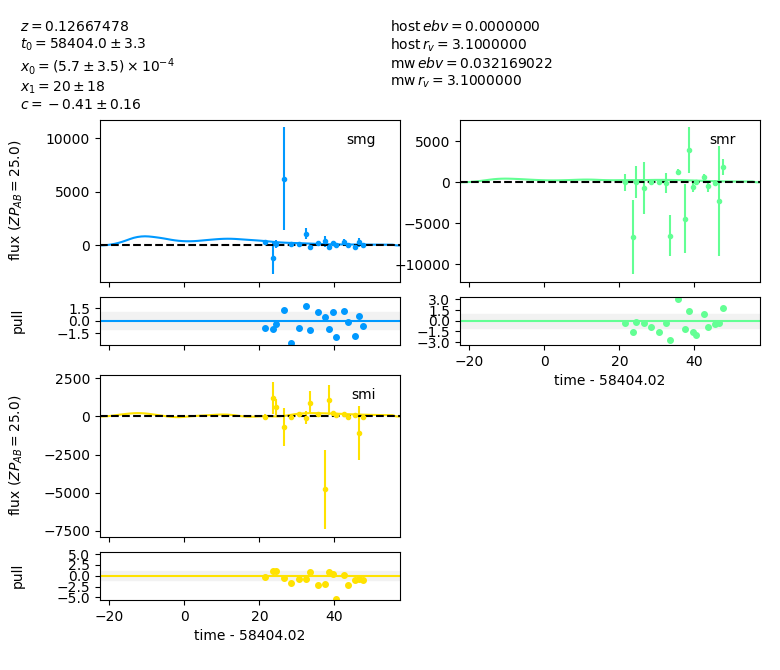 z = 0.12667478
t₀ = 58404.0 ± 3.3
x₀ = (5.7 ± 3.5) × 10⁻⁴
x₁ = 20 ± 18
c = −0.41 ± 0.16
host ebv = 0.0000000
host r_v = 3.1000000
mw ebv = 0.032169022
mw r_v = 3.1000000
smg
10000
5000
0
flux (ZP_AB = 25.0)
1.5
0.0
−1.5
pull
smr
5000
0
−5000
−10000
3.0
1.5
0.0
−1.5
−3.0
−20 0 20 40
time - 58404.02
smi
2500
0
−2500
−5000
−7500
flux (ZP_AB = 25.0)
5.0
2.5
0.0
−2.5
−5.0
pull
−20 0 20 40
time - 58404.02